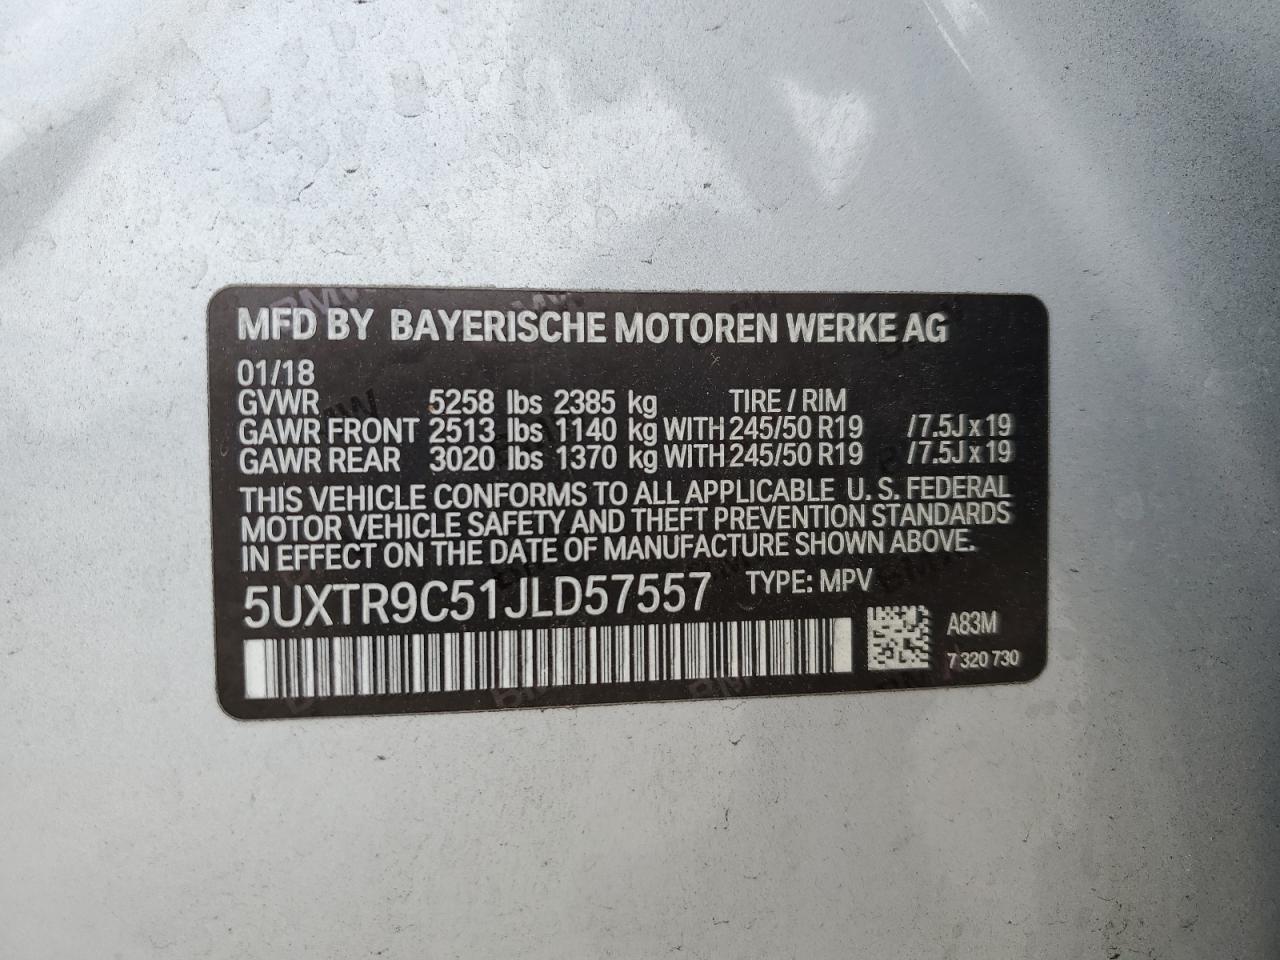 MFD BY BAYERISCHE MOTOREN WERKE AG
01/18
GVWR 5258 lbs 2385 kg TIRE / RIM
GAWR FRONT 2513 lbs 1140 kg WITH 245/50 R19 /7.5J x 19
GAWR REAR 3020 lbs 1370 kg WITH 245/50 R19 /7.5J x 19
THIS VEHICLE CONFORMS TO ALL APPLICABLE U. S. FEDERAL
MOTOR VEHICLE SAFETY AND THEFT PREVENTION STANDARDS
IN EFFECT ON THE DATE OF MANUFACTURE SHOWN ABOVE.
5UXTR9C51JLD57557 TYPE: MPV
A83M
7 320 730